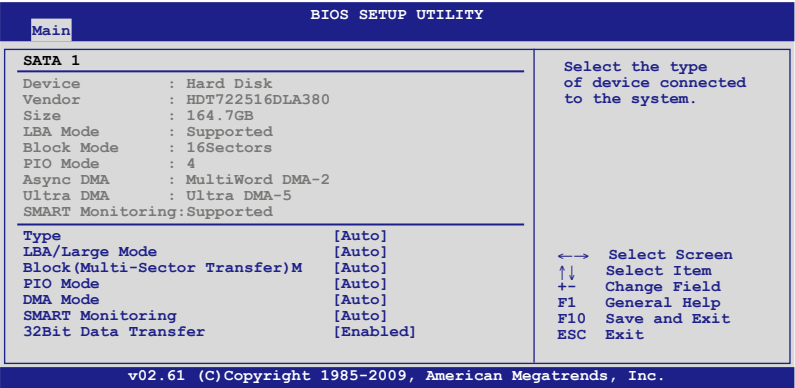 BIOS SETUP UTILITY
Main
SATA 1
Device : Hard Disk
Vendor : HDT722516DLA380
Size : 164.7GB
LBA Mode : Supported
Block Mode : 16Sectors
PIO Mode : 4
Async DMA : MultiWord DMA-2
Ultra DMA : Ultra DMA-5
SMART Monitoring:Supported
Type [Auto]
LBA/Large Mode [Auto]
Block(Multi-Sector Transfer)M [Auto]
PIO Mode [Auto]
DMA Mode [Auto]
SMART Monitoring [Auto]
32Bit Data Transfer [Enabled]
Select the type
of device connected
to the system.
←→ Select Screen
↑↓ Select Item
+- Change Field
F1 General Help
F10 Save and Exit
ESC Exit
v02.61 (C)Copyright 1985-2009, American Megatrends, Inc.